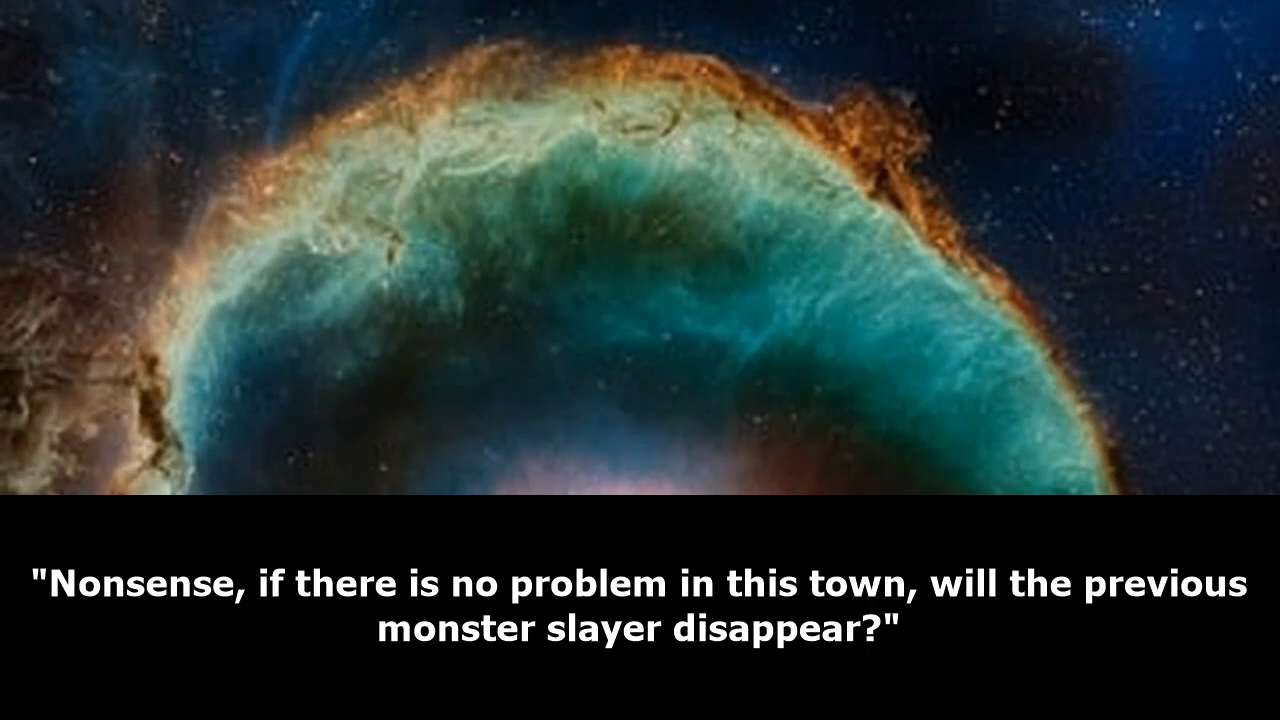 "Nonsense, if there is no problem in this town, will the previous
monster slayer disappear?"